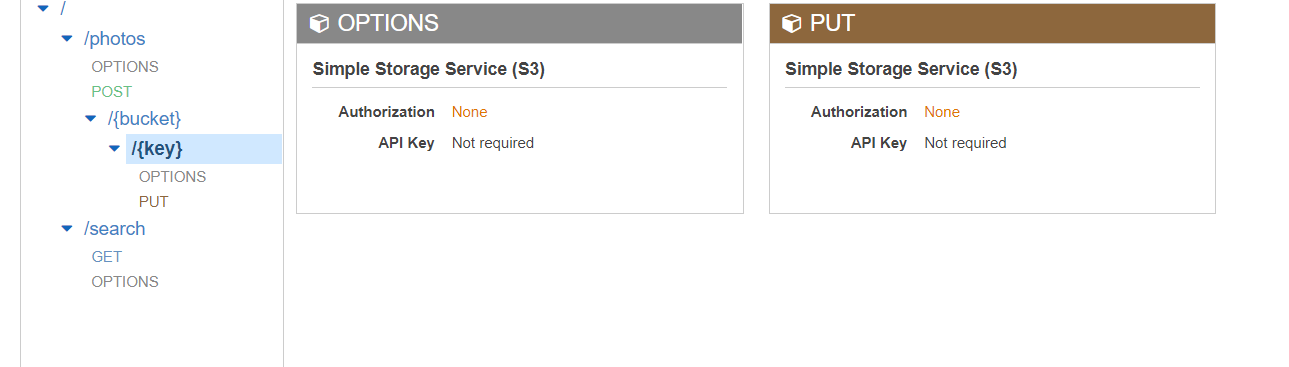 /
/photos
OPTIONS
POST
/{bucket}
/{key}
OPTIONS
PUT
/search
GET
OPTIONS
OPTIONS
Simple Storage Service (S3)
Authorization None
API Key Not required
PUT
Simple Storage Service (S3)
Authorization None
API Key Not required